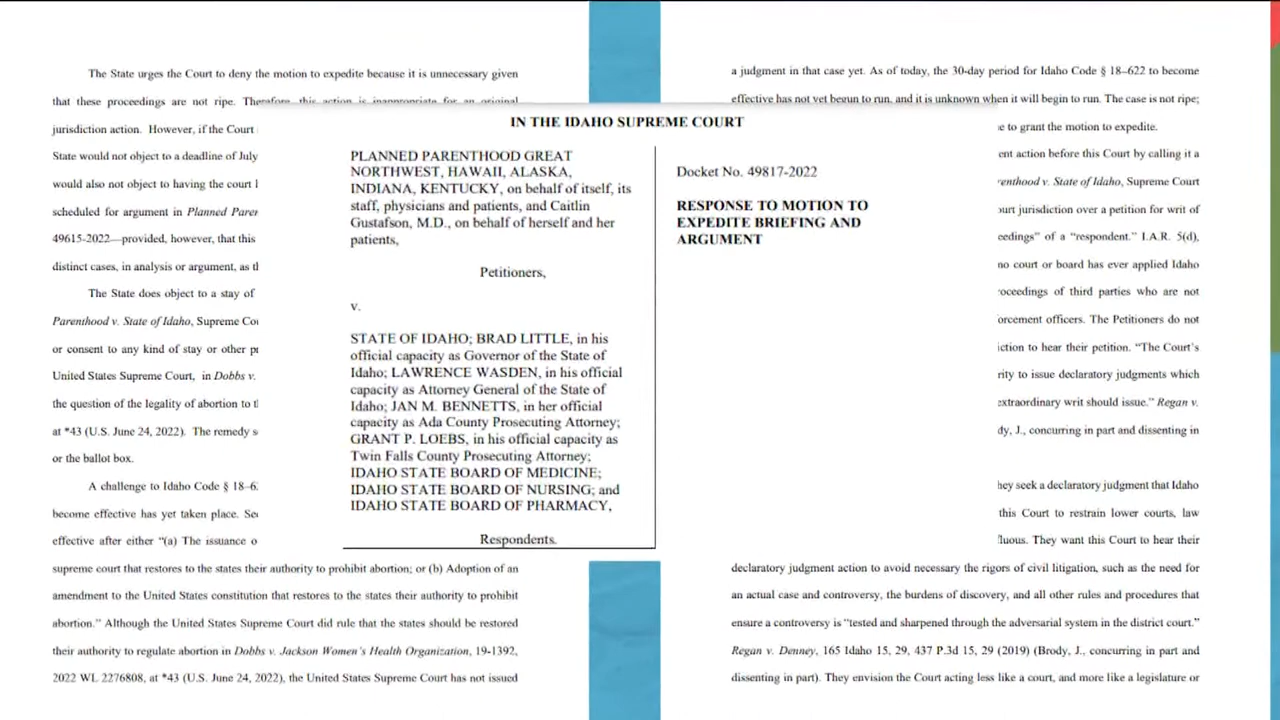 The State urges the Court to deny the motion to expedite because it is unnecessary given
that these proceedings are not ripe. Therefore, this action is inappropriate for an original
jurisdiction action. However, if the Court
State would not object to a deadline of July
would also not object to having the court
scheduled for argument in Planned Paren
49615-2022—provided, however, that this
distinct cases, in analysis or argument, as th
The State does object to a stay of
Parenthood v. State of Idaho, Supreme Cou
or consent to any kind of stay or other p
United States Supreme Court, in Dobbs v.
the question of the legality of abortion to t
at *43 (U.S. June 24, 2022). The remedy s
or the ballot box.
A challenge to Idaho Code § 18–6
become effective has yet taken place. Sec
effective after either “(a) The issuance o
supreme court that restores to the states their authority to prohibit abortion; or (b) Adoption of an
amendment to the United States constitution that restores to the states their authority to prohibit
abortion.” Although the United States Supreme Court did rule that the states should be restored
their authority to regulate abortion in Dobbs v. Jackson Women’s Health Organization, 19-1392,
2022 WL 2276808, at *43 (U.S. June 24, 2022), the United States Supreme Court has not issued
IN THE IDAHO SUPREME COURT
PLANNED PARENTHOOD GREAT
NORTHWEST, HAWAII, ALASKA,
INDIANA, KENTUCKY, on behalf of itself, its
staff, physicians and patients, and Caitlin
Gustafson, M.D., on behalf of herself and her
patients,
Petitioners,
v.
STATE OF IDAHO; BRAD LITTLE, in his
official capacity as Governor of the State of
Idaho; LAWRENCE WASDEN, in his official
capacity as Attorney General of the State of
Idaho; JAN M. BENNETTS, in her official
capacity as Ada County Prosecuting Attorney;
GRANT P. LOEBS, in his official capacity as
Twin Falls County Prosecuting Attorney;
IDAHO STATE BOARD OF MEDICINE;
IDAHO STATE BOARD OF NURSING; and
IDAHO STATE BOARD OF PHARMACY,
Respondents.
Docket No. 49817-2022
RESPONSE TO MOTION TO
EXPEDITE BRIEFING AND
ARGUMENT
a judgment in that case yet. As of today, the 30-day period for Idaho Code § 18–622 to become
effective has not yet begun to run, and it is unknown when it will begin to run. The case is not ripe;
e to grant the motion to expedite.
ent action before this Court by calling it a
renthood v. State of Idaho, Supreme Court
ourt jurisdiction over a petition for writ of
eedings” of a “respondent.” I.A.R. 5(d),
no court or board has ever applied Idaho
roceedings of third parties who are not
orcement officers. The Petitioners do not
iction to hear their petition. “The Court’s
rity to issue declaratory judgments which
extraordinary writ should issue.” Regan v.
dy, J., concurring in part and dissenting in
hey seek a declaratory judgment that Idaho
this Court to restrain lower courts, law
fluous. They want this Court to hear their
declaratory judgment action to avoid necessary the rigors of civil litigation, such as the need for
an actual case and controversy, the burdens of discovery, and all other rules and procedures that
ensure a controversy is “tested and sharpened through the adversarial system in the district court.”
Regan v. Denney, 165 Idaho 15, 29, 437 P.3d 15, 29 (2019) (Brody, J., concurring in part and
dissenting in part). They envision the Court acting less like a court, and more like a legislature or